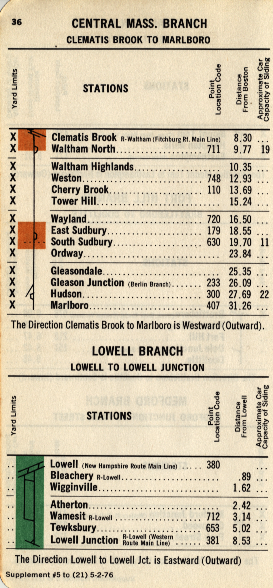 36
CENTRAL MASS. BRANCH
CLEMATIS BROOK TO MARLBORO
Yard Limits
STATIONS
Point Location Code
Distance From Boston
Approximate Car Capacity of Siding
X Clematis Brook R-Waltham (Fitchburg Rt. Main Line) 8.30 ...
X Waltham North 711 9.77 19
X Waltham Highlands 10.35
X Weston 748 12.93 ...
X Cherry Brook 110 13.69 ...
X Tower Hill 15.24
X Wayland 720 16.50 ...
X East Sudbury 179 18.55 ...
X South Sudbury 630 19.70 11
X Ordway 23.84 ...
X Gleasondale 25.35 ...
X Gleason Junction (Berlin Branch) 233 26.09 ...
X Hudson 300 27.69 22
X Marlboro 407 31.26 ...
The Direction Clematis Brook to Marlboro is Westward (Outward).
LOWELL BRANCH
LOWELL TO LOWELL JUNCTION
Yard Limits
STATIONS
Point Location Code
Distance From Lowell
Approximate Car Capacity of Siding
Lowell (New Hampshire Route Main Line) 380
Bleachery R-Lowell .89 ...
Wigginville 1.62 ...
Atherton 2.42 ...
Wamesit R-Lowell 712 3.14 ...
Tewksbury 653 5.02 ...
Lowell Junction R-Lowell (Western Route Main Line) 381 8.53 ...
The Direction Lowell to Lowell Jct. is Eastward (Outward)
Supplement #5 to (21) 5-2-76